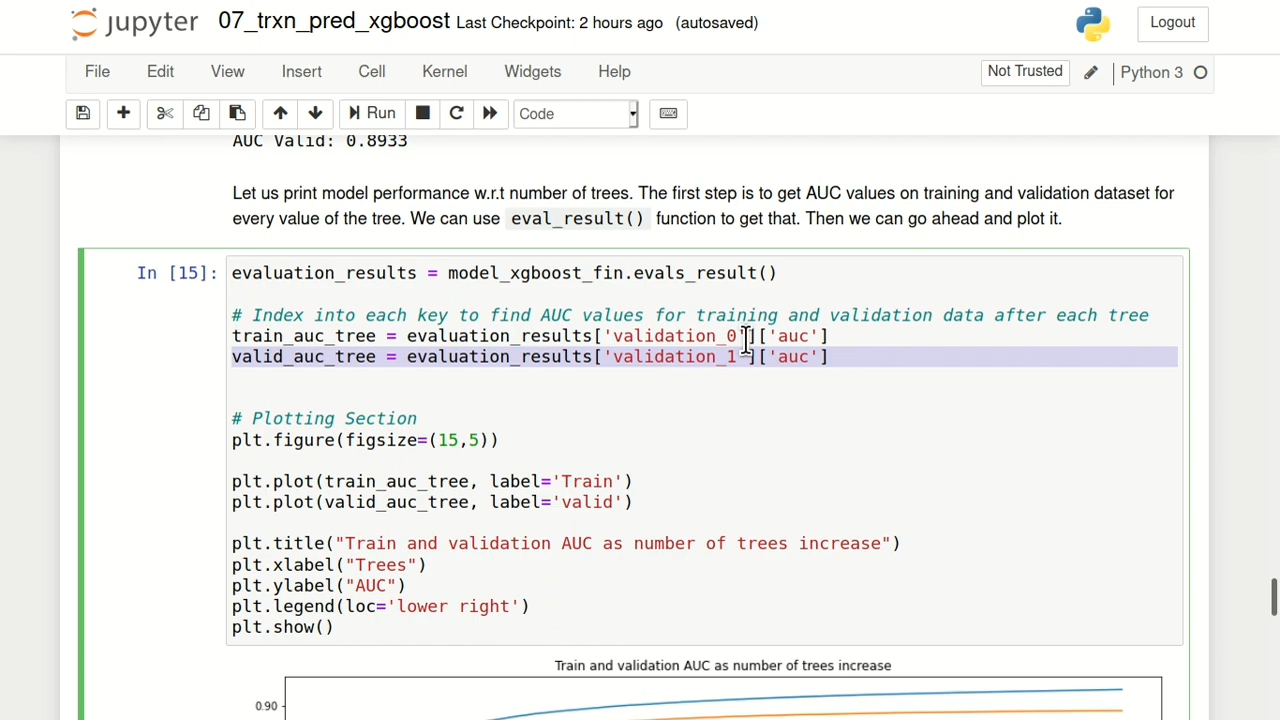 jupyter 07_trxn_pred_xgboost Last Checkpoint: 2 hours ago (autosaved) Logout
File Edit View Insert Cell Kernel Widgets Help Not Trusted Python 3
Run Code
AUC Valid: 0.8933
Let us print model performance w.r.t number of trees. The first step is to get AUC values on training and validation dataset for
every value of the tree. We can use eval_result() function to get that. Then we can go ahead and plot it.
In [15]: evaluation_results = model_xgboost_fin.evals_result()
# Index into each key to find AUC values for training and validation data after each tree
train_auc_tree = evaluation_results['validation_0']['auc']
valid_auc_tree = evaluation_results['validation_1']['auc']
# Plotting Section
plt.figure(figsize=(15,5))
plt.plot(train_auc_tree, label='Train')
plt.plot(valid_auc_tree, label='valid')
plt.title("Train and validation AUC as number of trees increase")
plt.xlabel("Trees")
plt.ylabel("AUC")
plt.legend(loc='lower right')
plt.show()
Train and validation AUC as number of trees increase
0.90